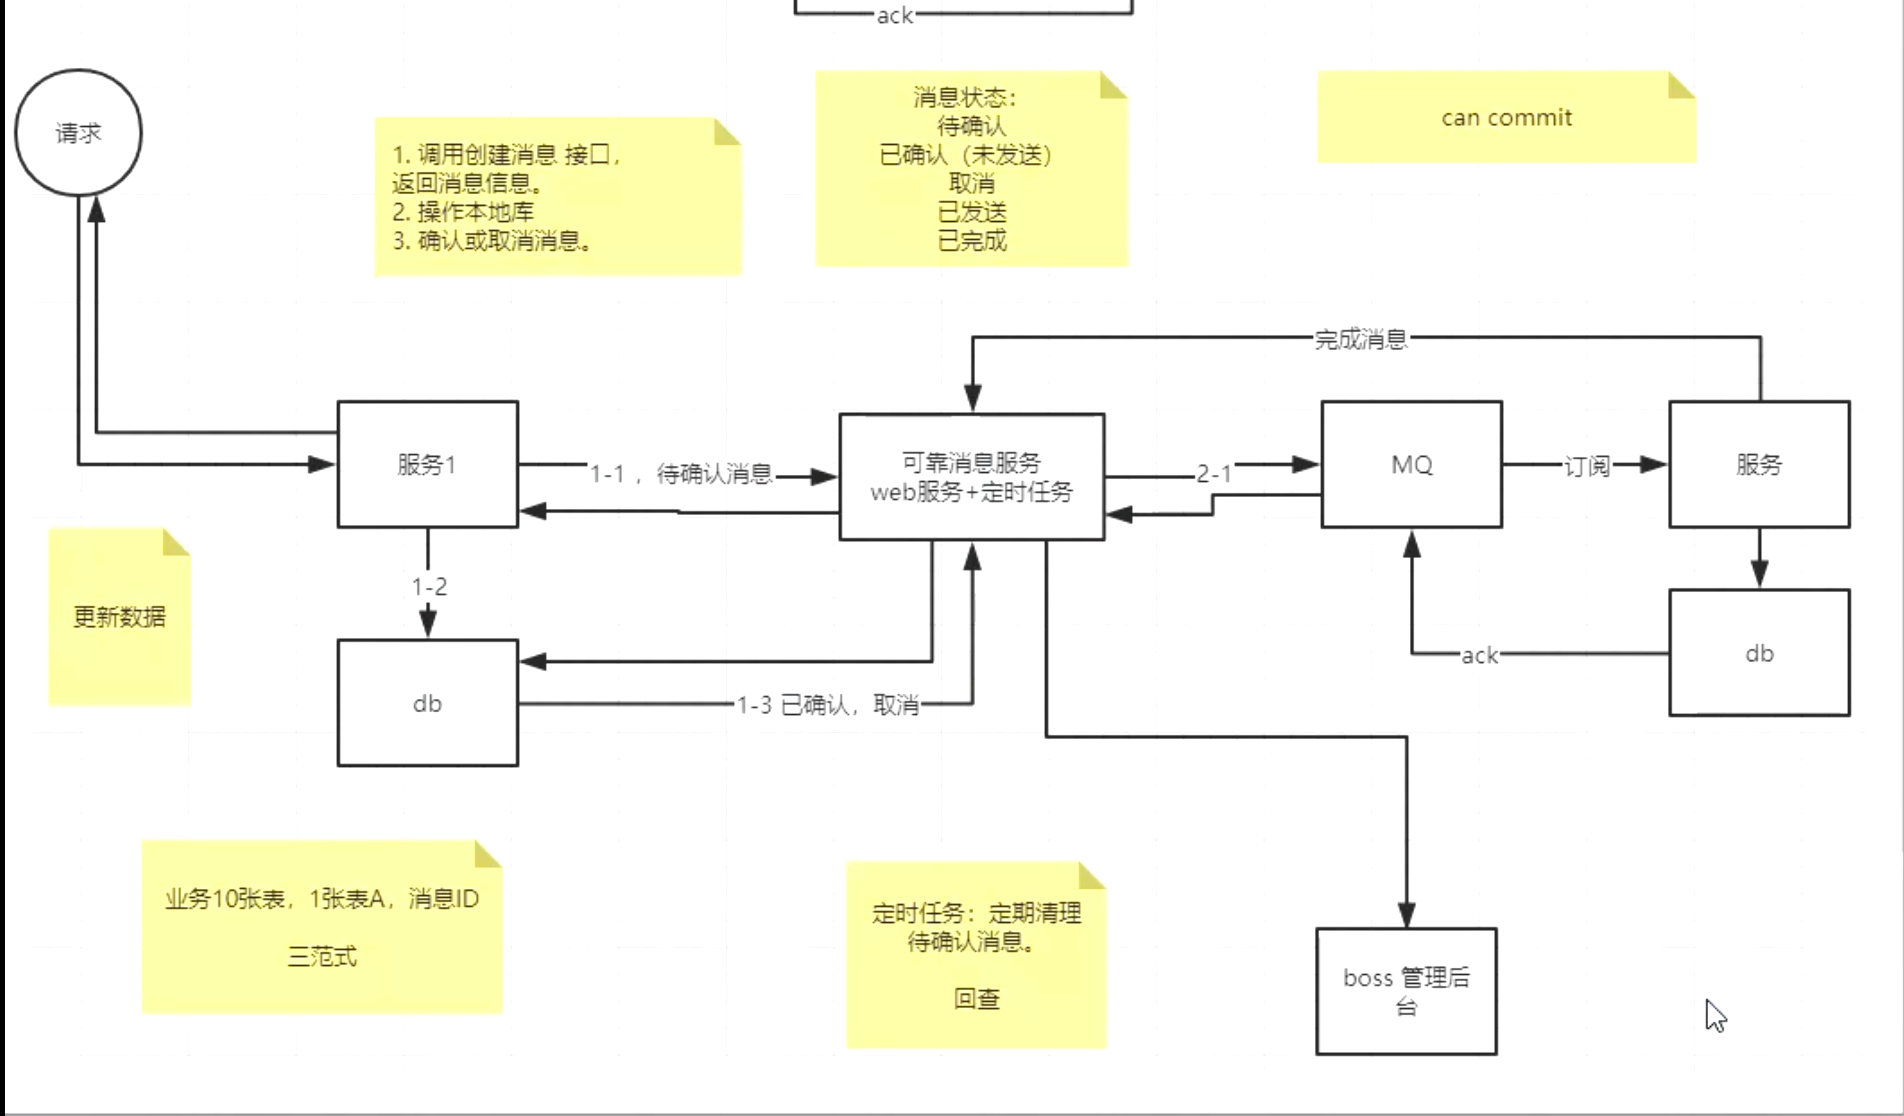 ack
请求
1. 调用创建消息 接口，
返回消息信息。
2. 操作本地库
3. 确认或取消消息。
消息状态：
待确认
已确认（未发送）
取消
已发送
已完成
can commit
完成消息
服务1
1-1 ，待确认消息
可靠消息服务
web服务+定时任务
2-1
MQ
订阅
服务
1-2
更新数据
db
1-3 已确认，取消
ack
db
业务10张表，1张表A，消息ID
三范式
定时任务：定期清理
待确认消息。
回查
boss 管理后
台